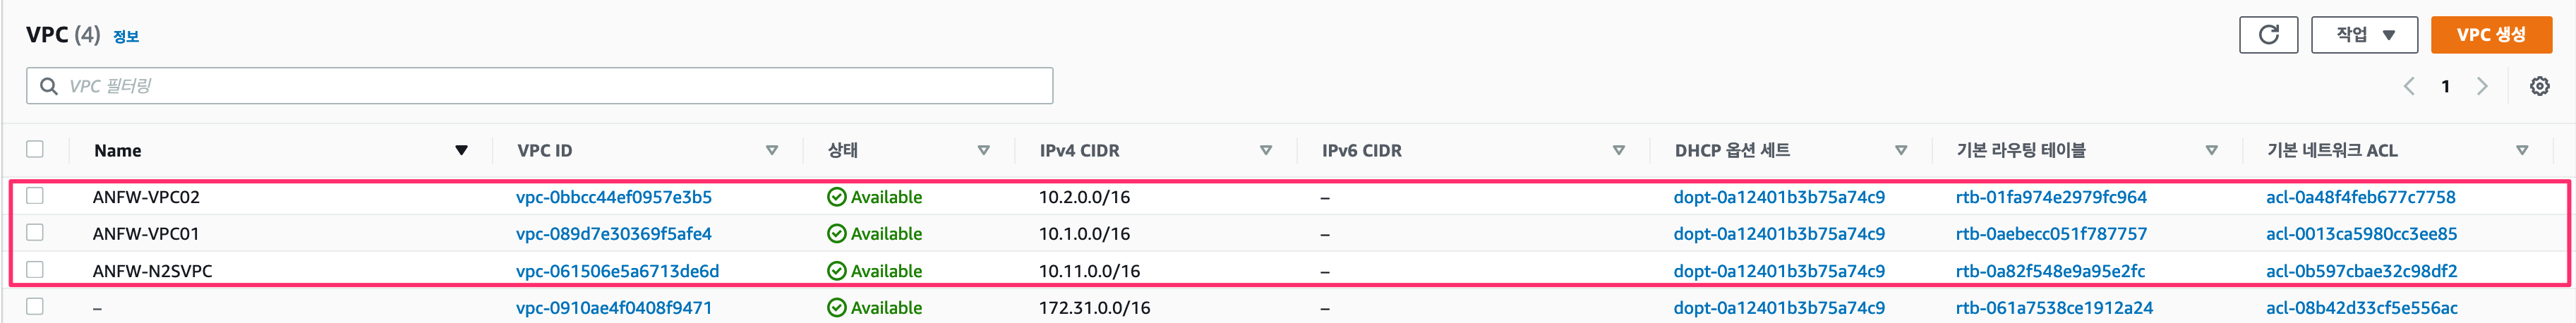 VPC (4) 정보
작업 VPC 생성
VPC 필터링
1
Name VPC ID 상태 IPv4 CIDR IPv6 CIDR DHCP 옵션 세트 기본 라우팅 테이블 기본 네트워크 ACL
ANFW-VPC02 vpc-0bbcc44ef0957e3b5 Available 10.2.0.0/16 – dopt-0a12401b3b75a74c9 rtb-01fa974e2979fc964 acl-0a48f4feb677c7758
ANFW-VPC01 vpc-089d7e30369f5afe4 Available 10.1.0.0/16 – dopt-0a12401b3b75a74c9 rtb-0aebecc051f787757 acl-0013ca5980cc3ee85
ANFW-N2SVPC vpc-061506e5a6713de6d Available 10.11.0.0/16 – dopt-0a12401b3b75a74c9 rtb-0a82f548e9a95e2fc acl-0b597cbae32c98df2
– vpc-0910ae4f0408f9471 Available 172.31.0.0/16 – dopt-0a12401b3b75a74c9 rtb-061a7538ce1912a24 acl-08b42d33cf5e556ac